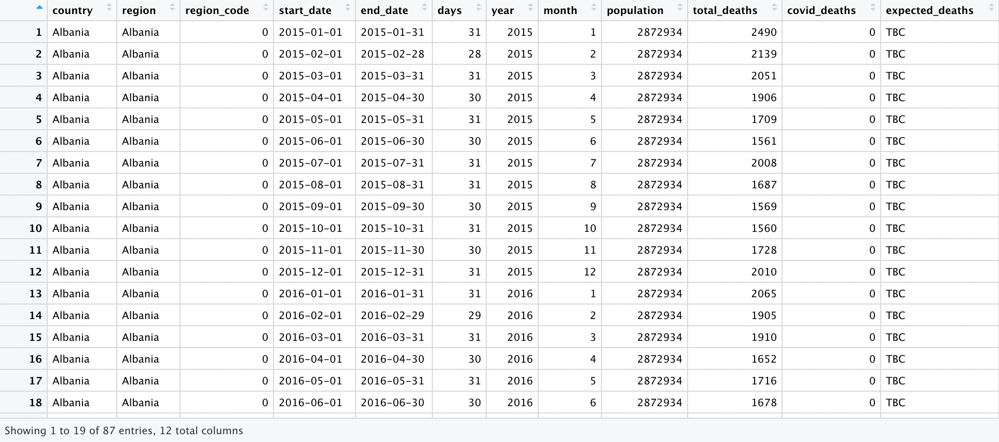 country region region_code start_date end_date days year month population total_deaths covid_deaths expected_deaths
1 Albania Albania 0 2015-01-01 2015-01-31 31 2015 1 2872934 2490 0 TBC
2 Albania Albania 0 2015-02-01 2015-02-28 28 2015 2 2872934 2139 0 TBC
3 Albania Albania 0 2015-03-01 2015-03-31 31 2015 3 2872934 2051 0 TBC
4 Albania Albania 0 2015-04-01 2015-04-30 30 2015 4 2872934 1906 0 TBC
5 Albania Albania 0 2015-05-01 2015-05-31 31 2015 5 2872934 1709 0 TBC
6 Albania Albania 0 2015-06-01 2015-06-30 30 2015 6 2872934 1561 0 TBC
7 Albania Albania 0 2015-07-01 2015-07-31 31 2015 7 2872934 2008 0 TBC
8 Albania Albania 0 2015-08-01 2015-08-31 31 2015 8 2872934 1687 0 TBC
9 Albania Albania 0 2015-09-01 2015-09-30 30 2015 9 2872934 1569 0 TBC
10 Albania Albania 0 2015-10-01 2015-10-31 31 2015 10 2872934 1560 0 TBC
11 Albania Albania 0 2015-11-01 2015-11-30 30 2015 11 2872934 1728 0 TBC
12 Albania Albania 0 2015-12-01 2015-12-31 31 2015 12 2872934 2010 0 TBC
13 Albania Albania 0 2016-01-01 2016-01-31 31 2016 1 2872934 2065 0 TBC
14 Albania Albania 0 2016-02-01 2016-02-29 29 2016 2 2872934 1905 0 TBC
15 Albania Albania 0 2016-03-01 2016-03-31 31 2016 3 2872934 1910 0 TBC
16 Albania Albania 0 2016-04-01 2016-04-30 30 2016 4 2872934 1652 0 TBC
17 Albania Albania 0 2016-05-01 2016-05-31 31 2016 5 2872934 1716 0 TBC
18 Albania Albania 0 2016-06-01 2016-06-30 30 2016 6 2872934 1678 0 TBC
Showing 1 to 19 of 87 entries, 12 total columns